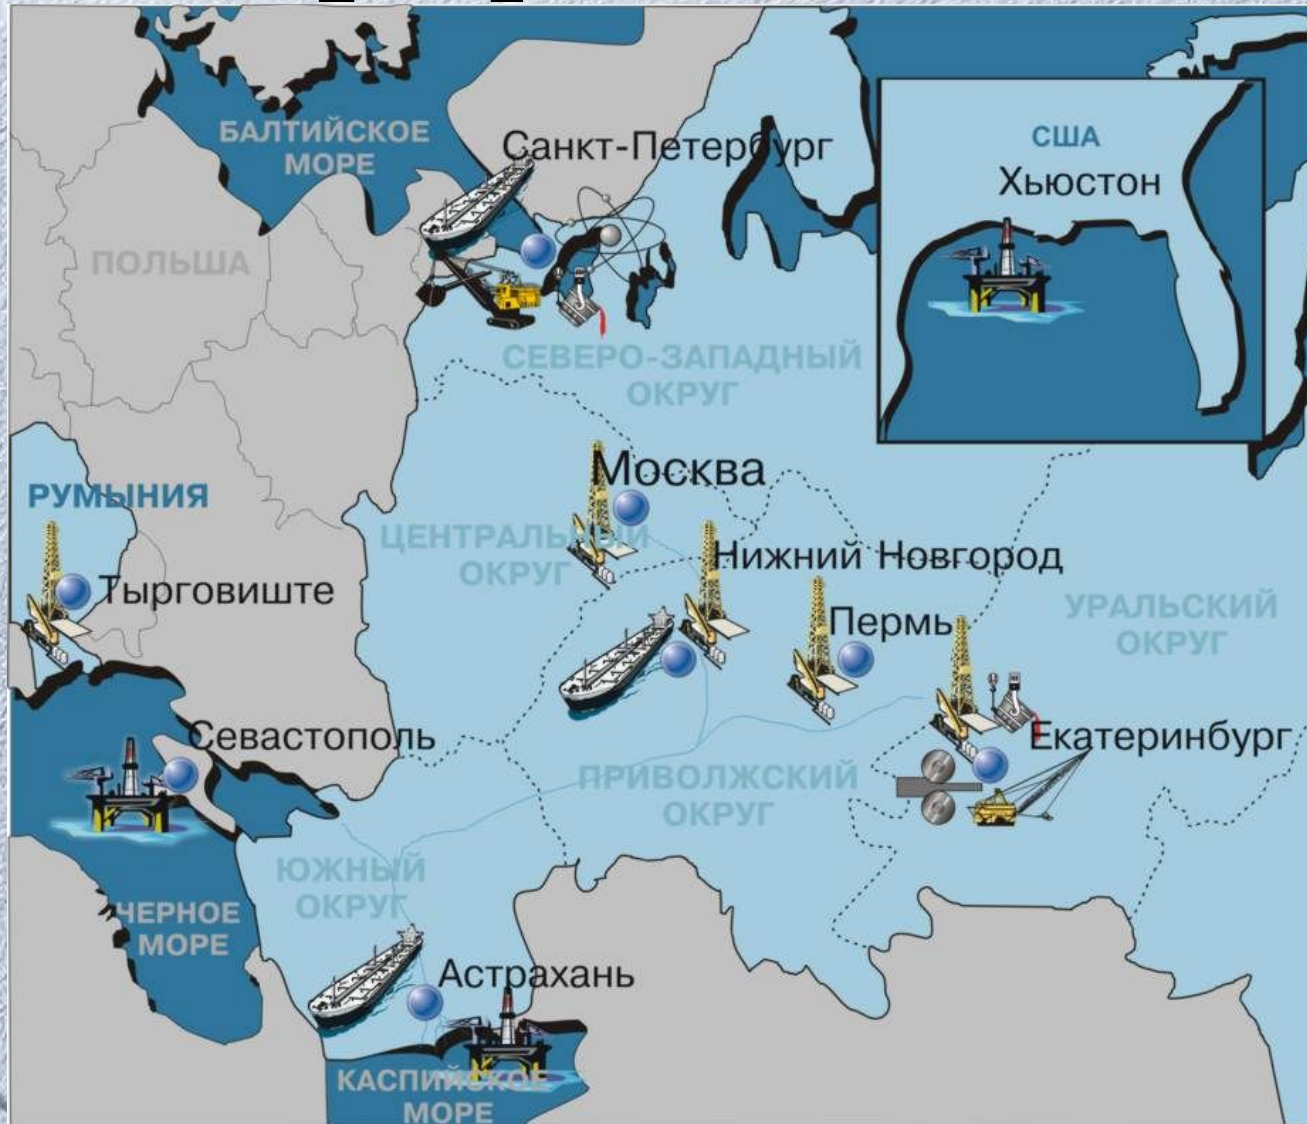 БАЛТИЙСКОЕ
МОРЕ
Санкт-Петербург
США
Хьюстон
ПОЛЬША
СЕВЕРО-ЗАПАДНЫЙ
ОКРУГ
Москва
РУМЫНИЯ
ЦЕНТРАЛЬНЫЙ
ОКРУГ
Нижний Новгород
Тырговиште
Пермь
УРАЛЬСКИЙ
ОКРУГ
Севастополь
Екатеринбург
ПРИВОЛЖСКИЙ
ОКРУГ
ЮЖНЫЙ
ОКРУГ
ЧЕРНОЕ
МОРЕ
Астрахань
КАСПИЙСКОЕ
МОРЕ